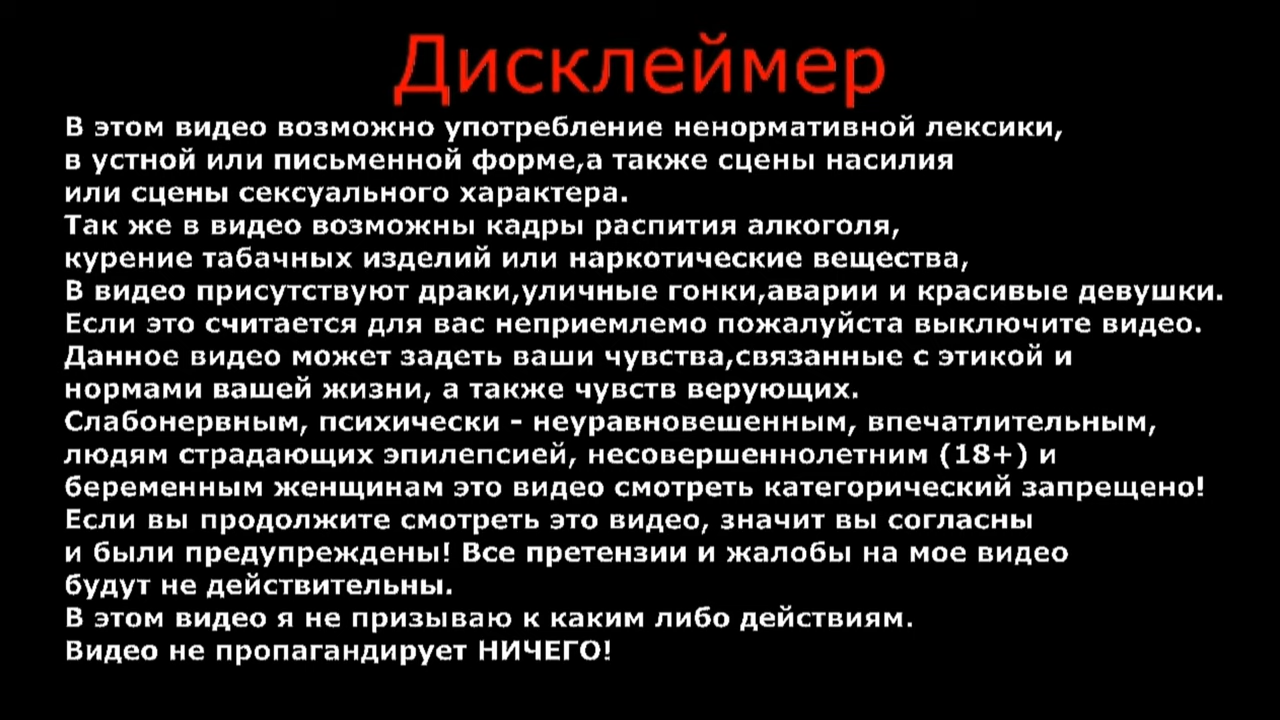 Дисклеймер
В этом видео возможно употребление ненормативной лексики,
в устной или письменной форме,а также сцены насилия
или сцены сексуального характера.
Так же в видео возможны кадры распития алкоголя,
курение табачных изделий или наркотические вещества,
В видео присутствуют драки,уличные гонки,аварии и красивые девушки.
Если это считается для вас неприемлемо пожалуйста выключите видео.
Данное видео может задеть ваши чувства,связанные с этикой и
нормами вашей жизни, а также чувств верующих.
Слабонервным, психически - неуравновешенным, впечатлительным,
людям страдающих эпилепсией, несовершеннолетним (18+) и
беременным женщинам это видео смотреть категорический запрещено!
Если вы продолжите смотреть это видео, значит вы согласны
и были предупреждены! Все претензии и жалобы на мое видео
будут не действительны.
В этом видео я не призываю к каким либо действиям.
Видео не пропагандирует НИЧЕГО!